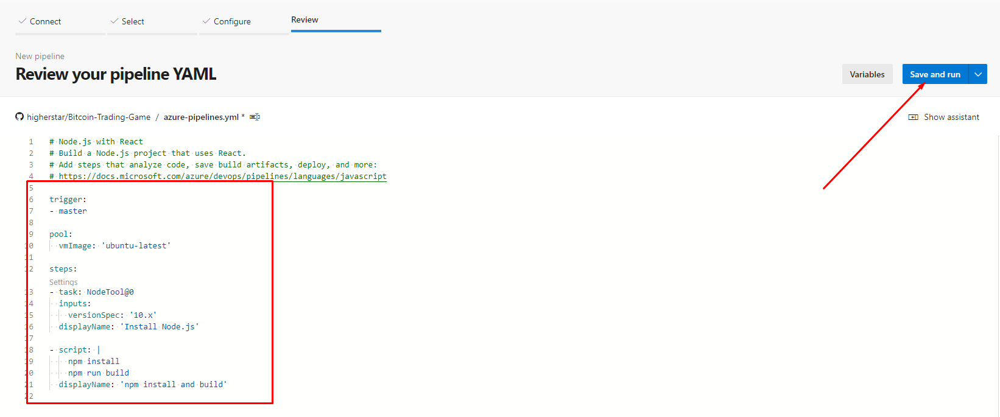 Connect Select Configure Review
New pipeline
Review your pipeline YAML
Variables Save and run
higherstar/Bitcoin-Trading-Game / azure-pipelines.yml * Show assistant
1 # Node.js with React
2 # Build a Node.js project that uses React.
3 # Add steps that analyze code, save build artifacts, deploy, and more:
4 # https://docs.microsoft.com/azure/devops/pipelines/languages/javascript
5
6 trigger:
7 - master
8
9 pool:
10   vmImage: 'ubuntu-latest'
11
12 steps:
Settings
13 - task: NodeTool@0
14   inputs:
15     versionSpec: '10.x'
16   displayName: 'Install Node.js'
17
18 - script: |
19     npm install
20     npm run build
21   displayName: 'npm install and build'
22